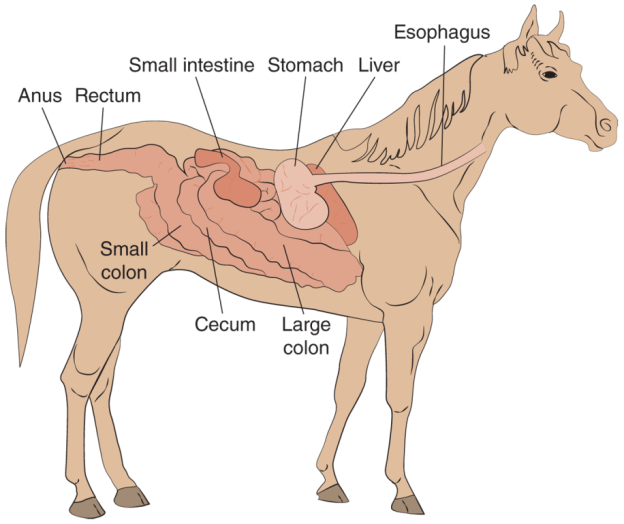 Esophagus
Small intestine
Stomach
Liver
Anus
Rectum
Small
colon
Cecum
Large
colon